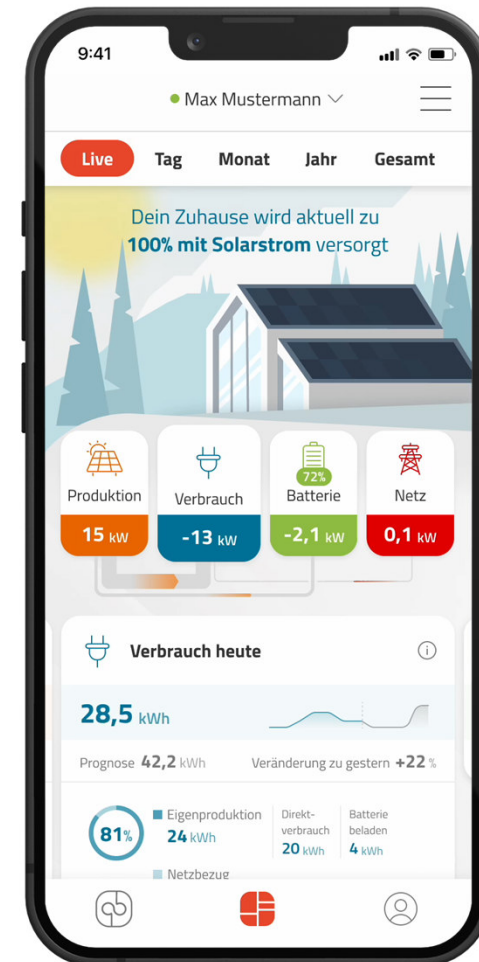 9:41
Max Mustermann
Live Tag Monat Jahr Gesamt
Dein Zuhause wird aktuell zu
100% mit Solarstrom versorgt
72%
Produktion Verbrauch Batterie Netz
15 kW -13 kW -2,1 kW 0,1 kW
Verbrauch heute
28,5 kWh
Prognose 42,2 kWh Veränderung zu gestern +22 %
81%
Eigenproduktion
24 kWh
Direkt-
verbrauch
20 kWh
Batterie
beladen
4 kWh
Netzbezug